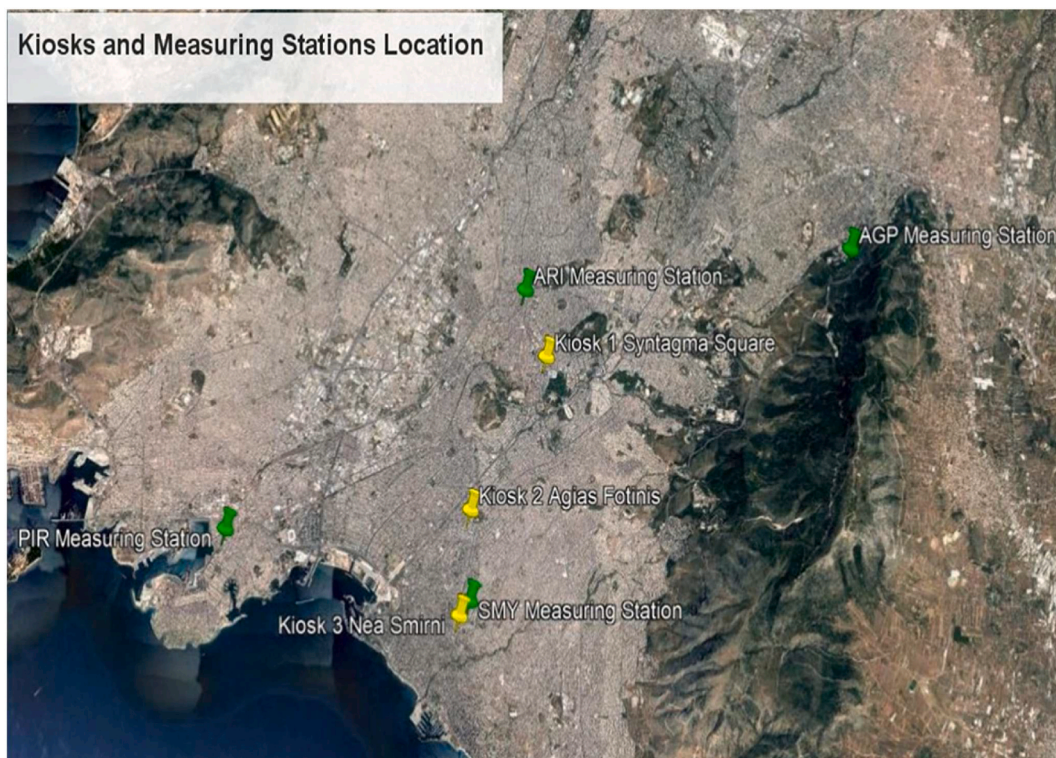 Kiosks and Measuring Stations Location
AGP Measuring Station
ARI Measuring Station
Kiosk 1 Syntagma Square
Kiosk 2 Agias Fotinis
PIR Measuring Station
SMY Measuring Station
Kiosk 3 Nea Smirni